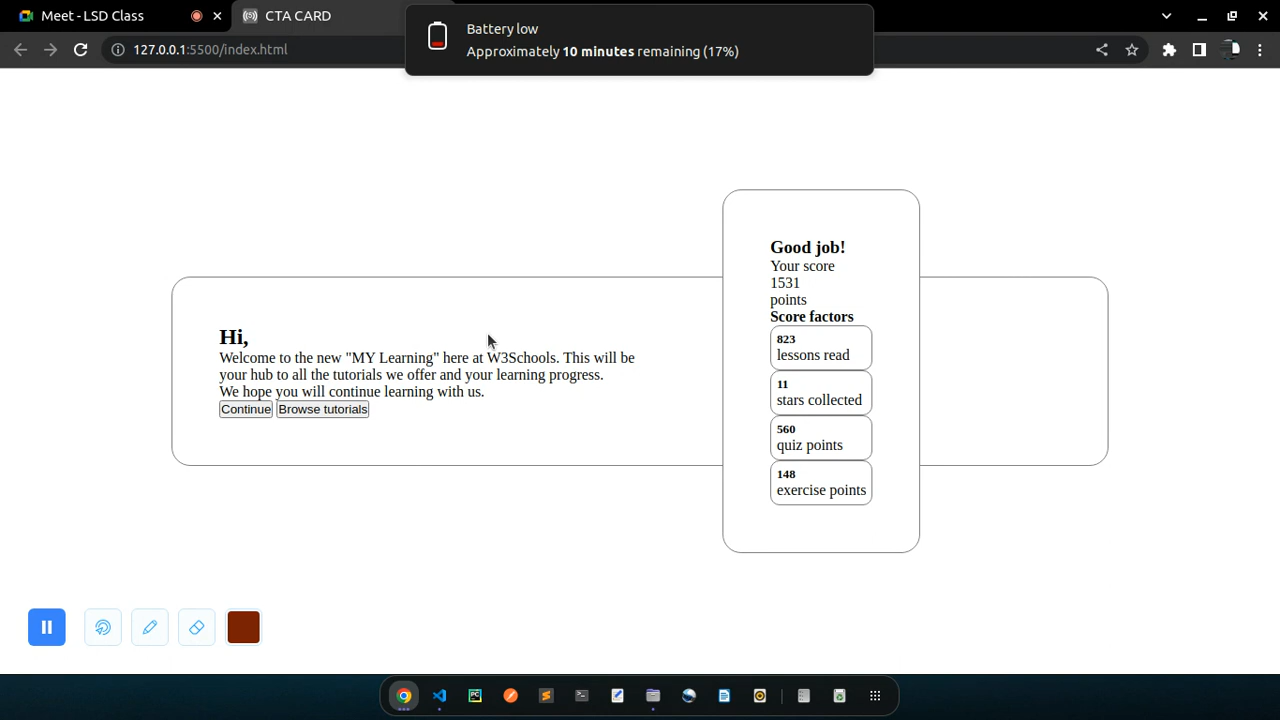 Meet - LSD Class
CTA CARD
127.0.0.1:5500/index.html
Battery low
Approximately 10 minutes remaining (17%)
Hi,
Welcome to the new "MY Learning" here at W3Schools. This will be
your hub to all the tutorials we offer and your learning progress.
We hope you will continue learning with us.
Continue Browse tutorials
Good job!
Your score
1531
points
Score factors
823
lessons read
11
stars collected
560
quiz points
148
exercise points